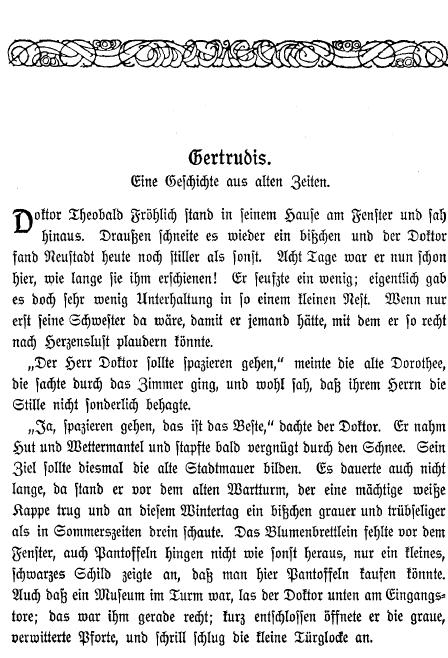 Gertrudis.
Eine Geschichte aus alten Zeiten.
Doktor Theobald Fröhlich stand in seinem Hause am Fenster und sah
hinaus. Draußen schneite es wieder ein bißchen und der Doktor
fand Neustadt heute noch stiller als sonst. Acht Tage war er nun schon
hier, wie lange sie ihm erschienen! Er seufzte ein wenig; eigentlich gab
es doch sehr wenig Unterhaltung in so einem kleinen Nest. Wenn nur
erst seine Schwester da wäre, damit er jemand hätte, mit dem er so recht
nach Herzenslust plaudern könnte.
„Der Herr Doktor sollte spazieren gehen,“ meinte die alte Dorothee,
die sachte durch das Zimmer ging, und wohl sah, daß ihrem Herrn die
Stille nicht sonderlich behagte.
„Ja, spazieren gehen, das ist das Beste,“ dachte der Doktor. Er nahm
Hut und Wettermantel und stapfte bald vergnügt durch den Schnee. Sein
Ziel sollte diesmal die alte Stadtmauer bilden. Es dauerte auch nicht
lange, da stand er vor dem alten Wartturm, der eine mächtige weiße
Kappe trug und an diesem Wintertag ein bißchen grauer und trübseliger
als in Sommerszeiten drein schaute. Das Blumenbrettlein fehlte vor dem
Fenster, auch Pantoffeln hingen nicht wie sonst heraus, nur ein kleines,
schwarzes Schild zeigte an, daß man hier Pantoffeln kaufen könnte.
Auch daß ein Museum im Turm war, las der Doktor unten am Eingangs-
tore; das war ihm gerade recht; kurz entschlossen öffnete er die graue,
verwitterte Pforte, und schrill schlug die kleine Türglocke an.